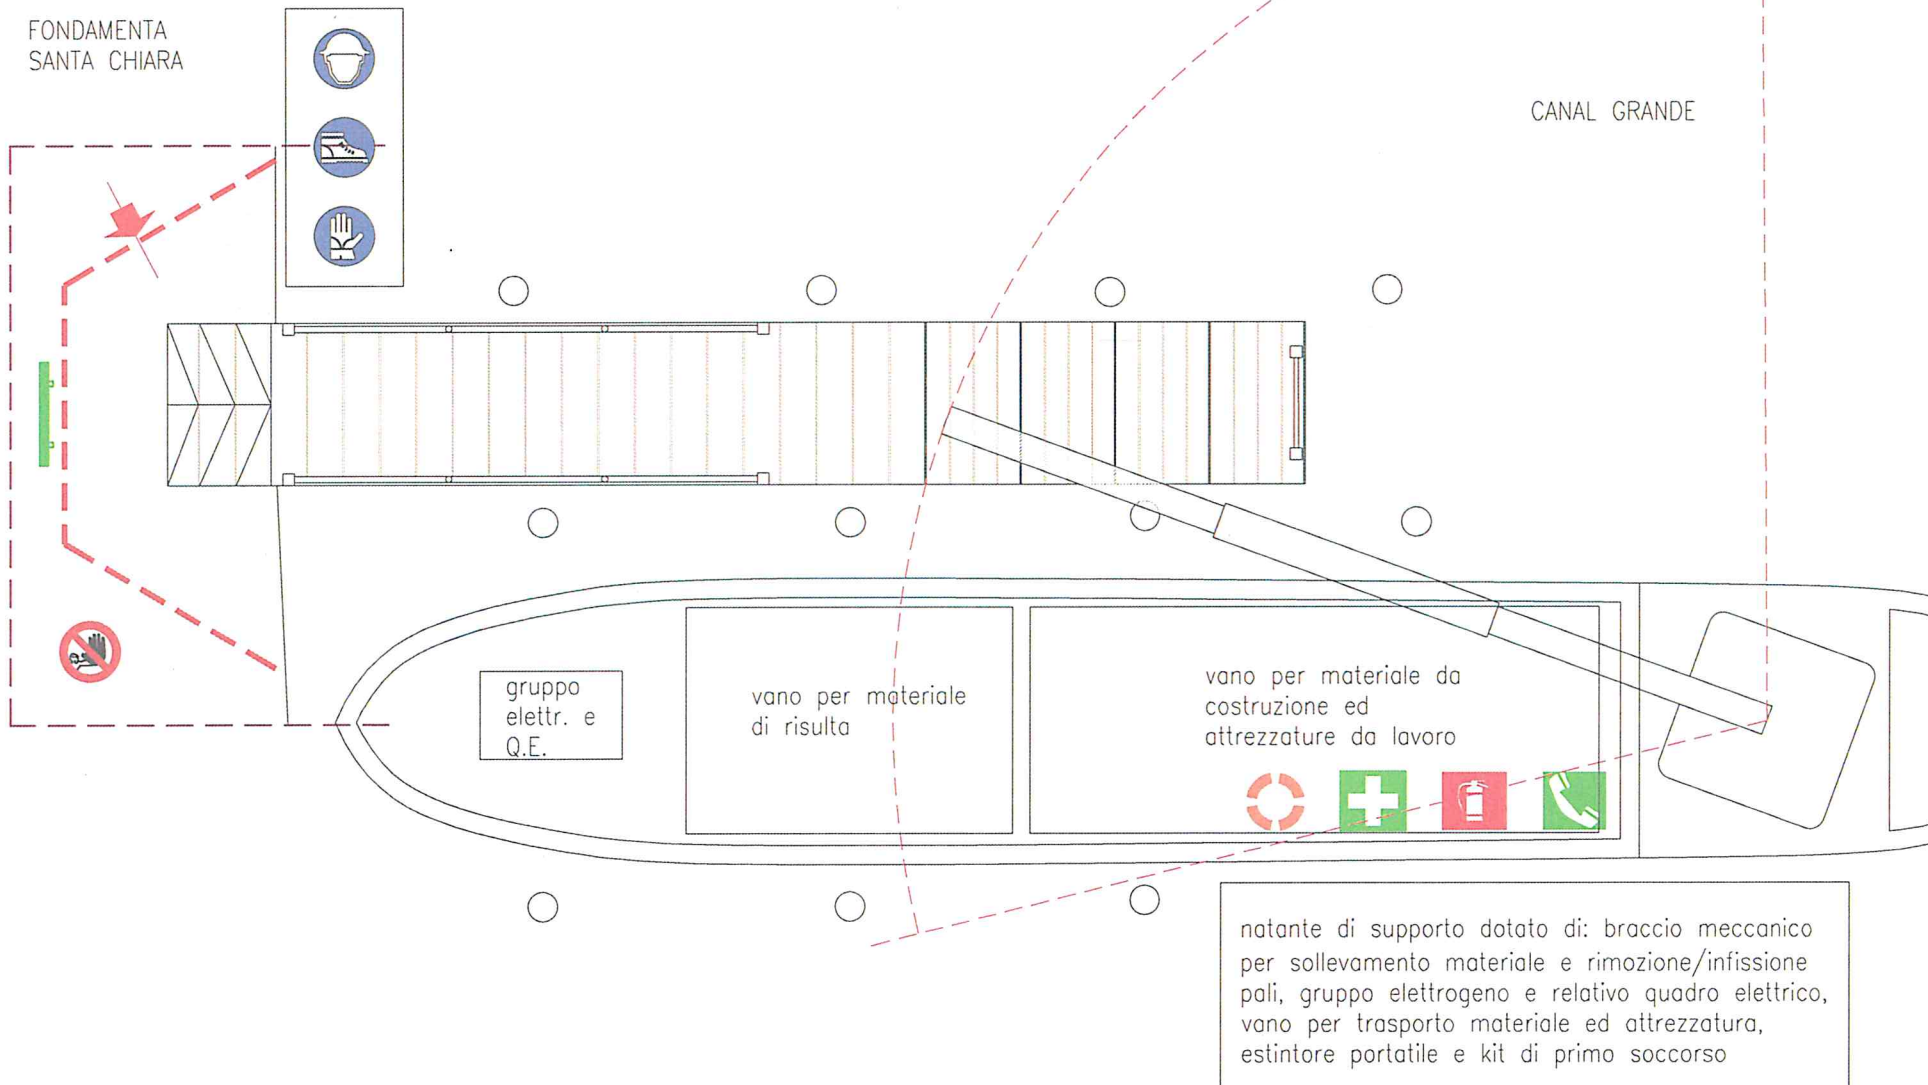 FONDAMENTA
SANTA CHIARA
CANAL GRANDE
gruppo
elettr. e
Q.E.
vano per materiale
di risulta
vano per materiale da
costruzione ed
attrezzature da lavoro
natante di supporto dotato di: braccio meccanico
per sollevamento materiale e rimozione/infissione
pali, gruppo elettrogeno e relativo quadro elettrico,
vano per trasporto materiale ed attrezzatura,
estintore portatile e kit di primo soccorso